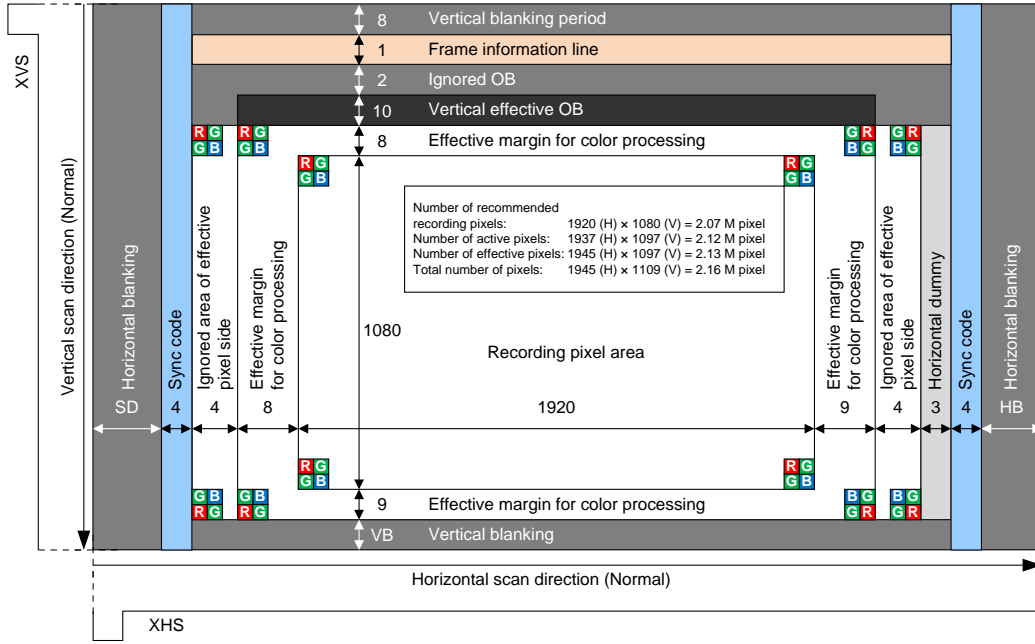 XVS
Vertical scan direction (Normal)
8 Vertical blanking period
1 Frame information line
2 Ignored OB
10 Vertical effective OB
R G R G G R G R
G B G B B G B G
8 Effective margin for color processing
R G R G
G B G B
Number of recommended
recording pixels: 1920 (H) × 1080 (V) = 2.07 M pixel
Number of active pixels: 1937 (H) × 1097 (V) = 2.12 M pixel
Number of effective pixels: 1945 (H) × 1097 (V) = 2.13 M pixel
Total number of pixels: 1945 (H) × 1109 (V) = 2.16 M pixel
Horizontal blanking
SD
Sync code
4
Ignored area of effective
pixel side
4
Effective margin
for color processing
8
1080
Recording pixel area
1920
Effective margin
for color processing
9
Ignored area of effective
pixel side
4
Horizontal dummy
3
Sync code
4
Horizontal blanking
HB
R G R G
G B G B
G B G B B G B G
R G R G G R G R
9 Effective margin for color processing
VB Vertical blanking
Horizontal scan direction (Normal)
XHS